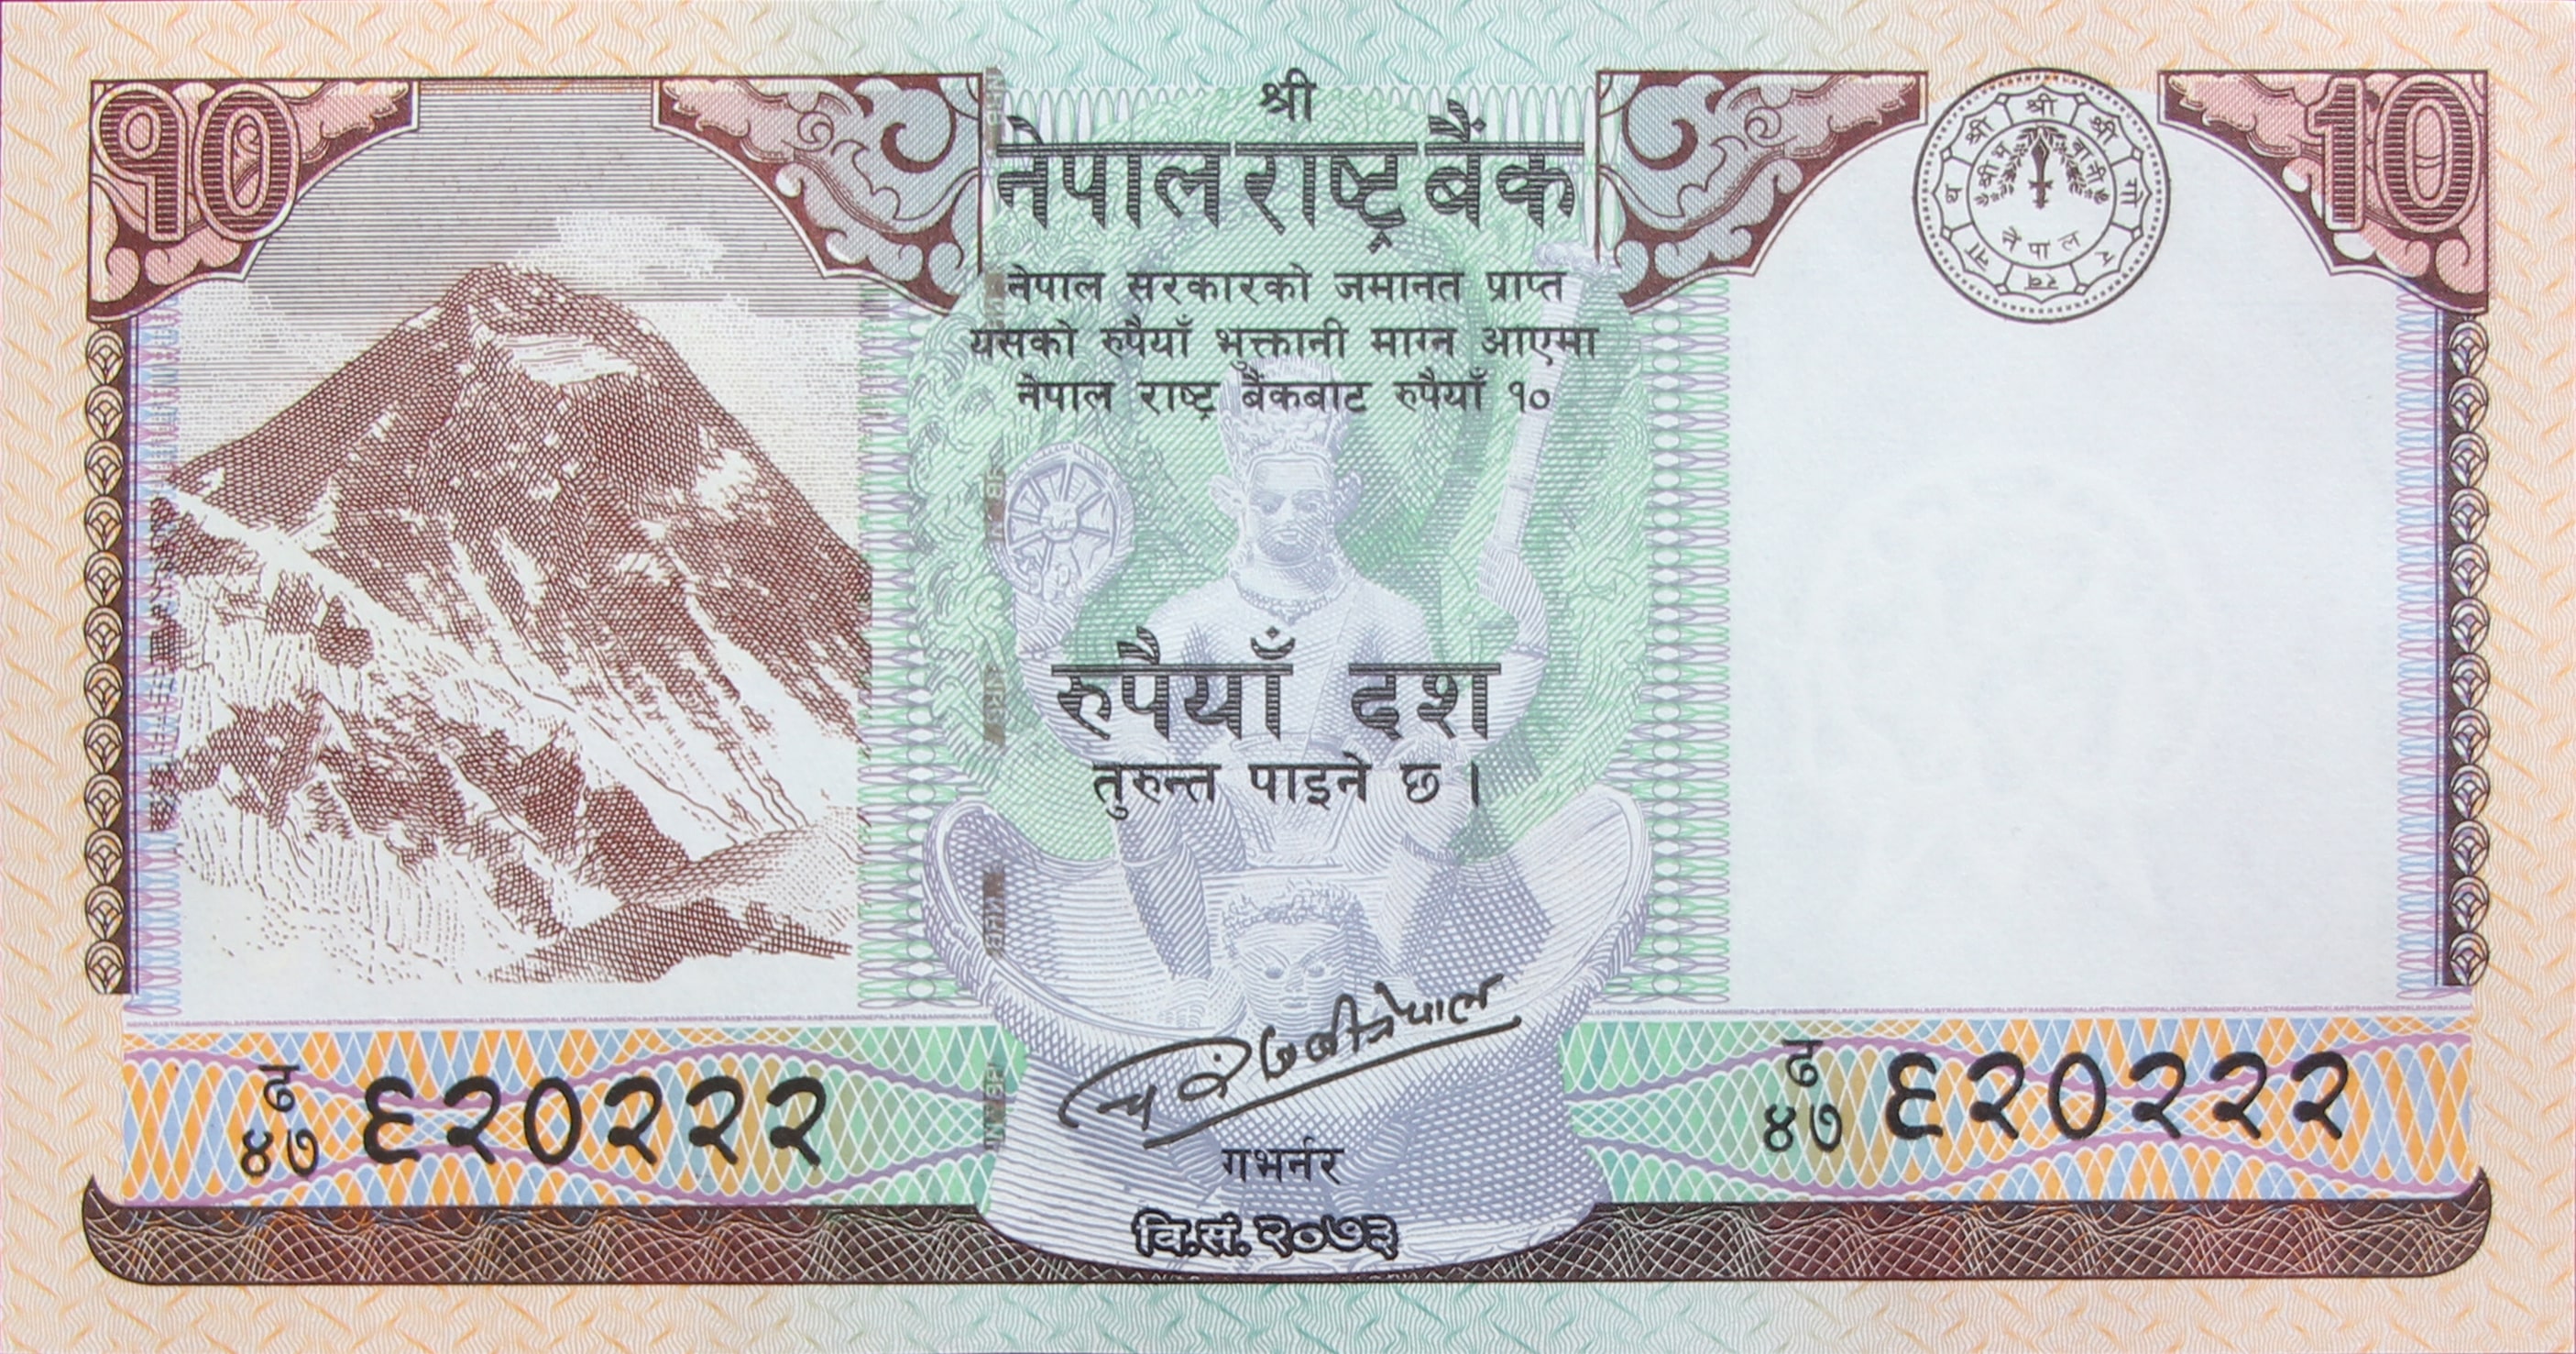 १०
10
श्री
नेपाल राष्ट्र बैंक
नेपाल सरकारको जमानत प्राप्त
यसको रुपैयाँ भुक्तानी माग्न आएमा
नेपाल राष्ट्र बैंकबाट रुपैयाँ १०
रुपैयाँ दश
तुरुन्त पाइने छ ।
ढ
४७ ६२०२२२
ढ
४७ ६२०२२२
गभर्नर
वि.सं. २०७३
श्री श्री श्री
श्री भवानी
नेपाल